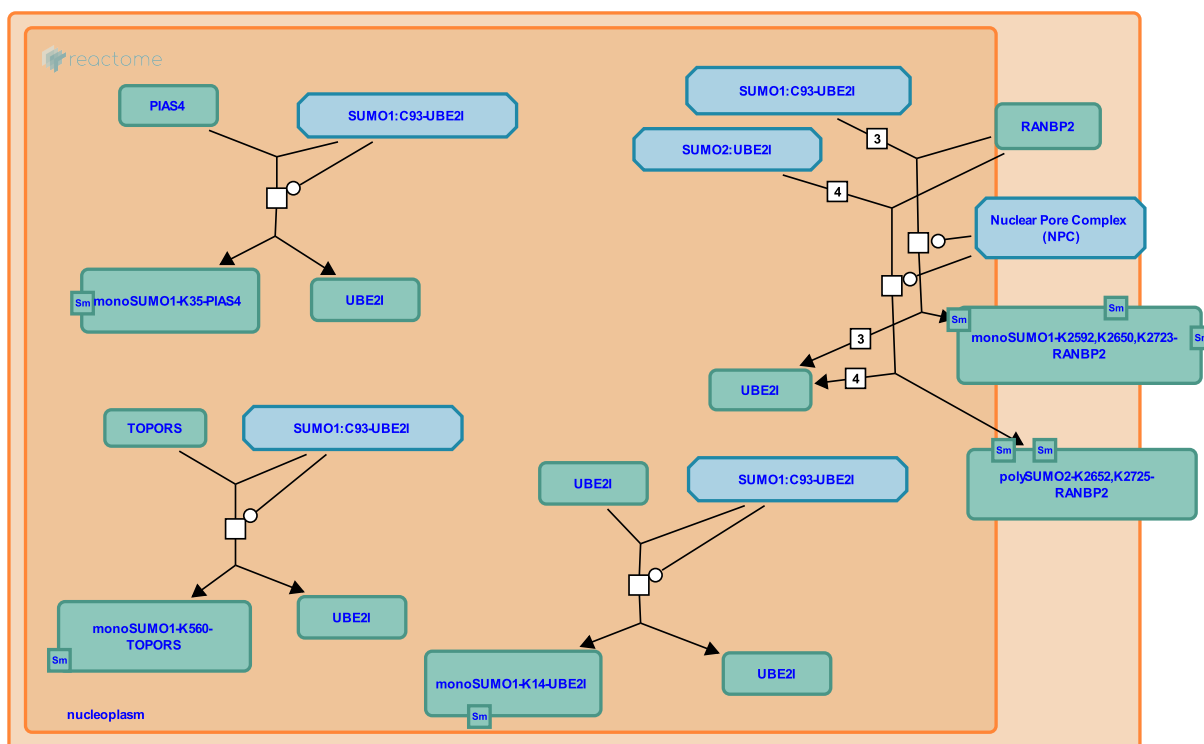 reactome
PIAS4
SUMO1:C93-UBE2I
Sm
monoSUMO1-K35-PIAS4
UBE2I
SUMO1:C93-UBE2I
3
RANBP2
SUMO2:UBE2I
4
Nuclear Pore Complex
(NPC)
Sm
Sm
monoSUMO1-K2592,K2650,K2723-
RANBP2
3
4
UBE2I
Sm
Sm
polySUMO2-K2652,K2725-
RANBP2
TOPORS
SUMO1:C93-UBE2I
monoSUMO1-K560-
TOPORS
Sm
UBE2I
UBE2I
SUMO1:C93-UBE2I
monoSUMO1-K14-UBE2I
Sm
UBE2I
nucleoplasm